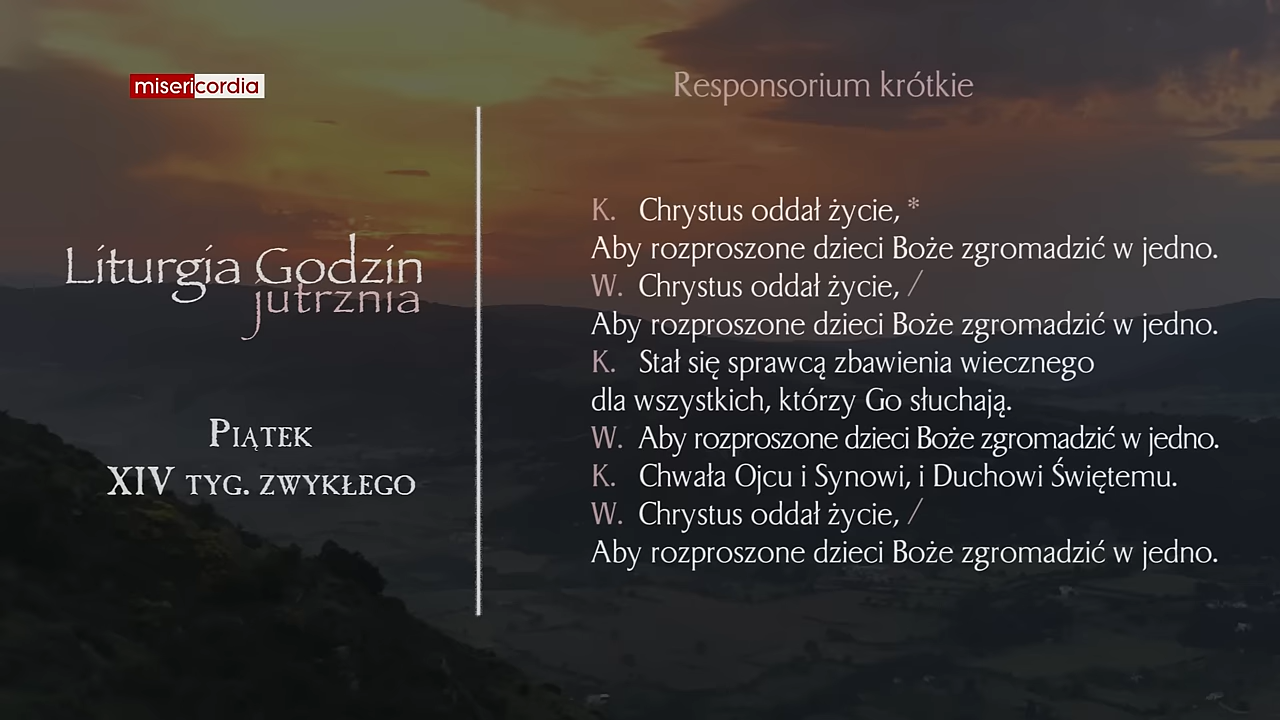 misericordia
Responsorium krótkie
Liturgia Godzin
jutrznia
Piątek
XIV tyg. zwykłego
K. Chrystus oddał życie, *
Aby rozproszone dzieci Boże zgromadzić w jedno.
W. Chrystus oddał życie, /
Aby rozproszone dzieci Boże zgromadzić w jedno.
K. Stał się sprawcą zbawienia wiecznego
dla wszystkich, którzy Go słuchają.
W. Aby rozproszone dzieci Boże zgromadzić w jedno.
K. Chwała Ojcu i Synowi, i Duchowi Świętemu.
W. Chrystus oddał życie, /
Aby rozproszone dzieci Boże zgromadzić w jedno.